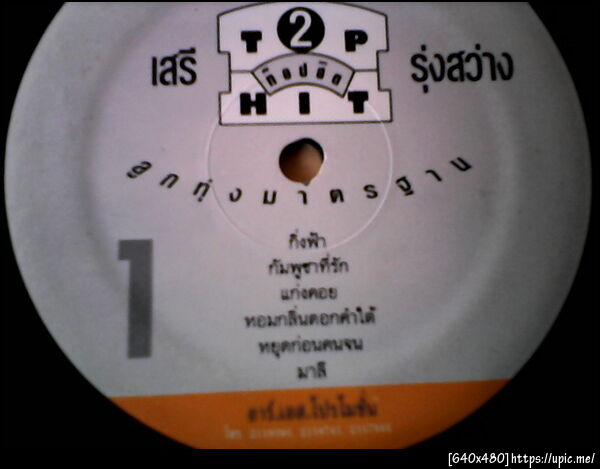 เสรี
2
TOP
ท็อปฮิต
HIT
รุ่งสว่าง
ลูกทุ่งมาตรฐาน
1
กิ่งฟ้า
กัมพูชาที่รัก
แก่งคอย
หอมกลิ่นดอกคำใต้
หยุดก่อนคนจน
มาลี
อาร์.เอส.โปรโมชั่น
โทร.
[640x480]https://upic.me/